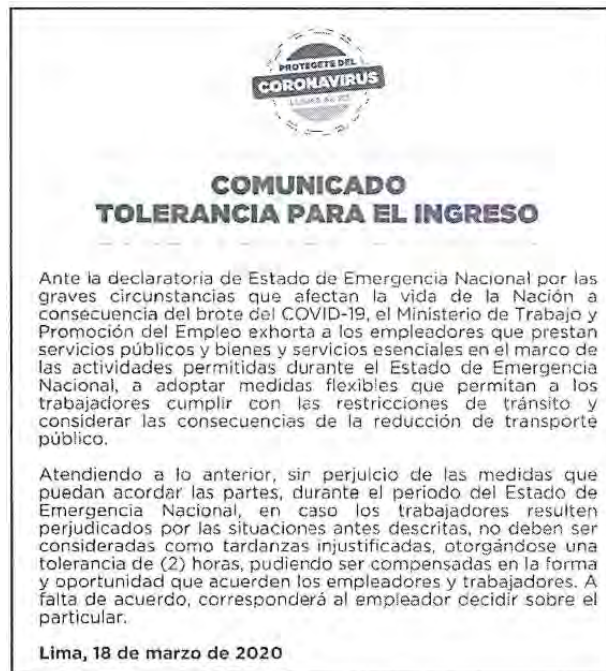 PROTÉGETE DEL
CORONAVIRUS
COMUNICADO
TOLERANCIA PARA EL INGRESO
Ante la declaratoria de Estado de Emergencia Nacional por las
graves circunstancias que afectan la vida de la Nación a
consecuencia del brote del COVID-19, el Ministerio de Trabajo y
Promoción del Empleo exhorta a los empleadores que prestan
servicios públicos y bienes y servicios esenciales en el marco de
las actividades permitidas durante el Estado de Emergencia
Nacional, a adoptar medidas flexibles que permitan a los
trabajadores cumplir con las restricciones de tránsito y
considerar las consecuencias de la reducción de transporte
público.
Atendiendo a lo anterior, sin perjuicio de las medidas que
puedan acordar las partes, durante el periodo del Estado de
Emergencia Nacional, en caso los trabajadores resulten
perjudicados por las situaciones antes descritas, no deben ser
consideradas como tardanzas injustificadas, otorgándose una
tolerancia de (2) horas, pudiendo ser compensadas en la forma
y oportunidad que acuerden los empleadores y trabajadores. A
falta de acuerdo, corresponderá al empleador decidir sobre el
particular.
Lima, 18 de marzo de 2020